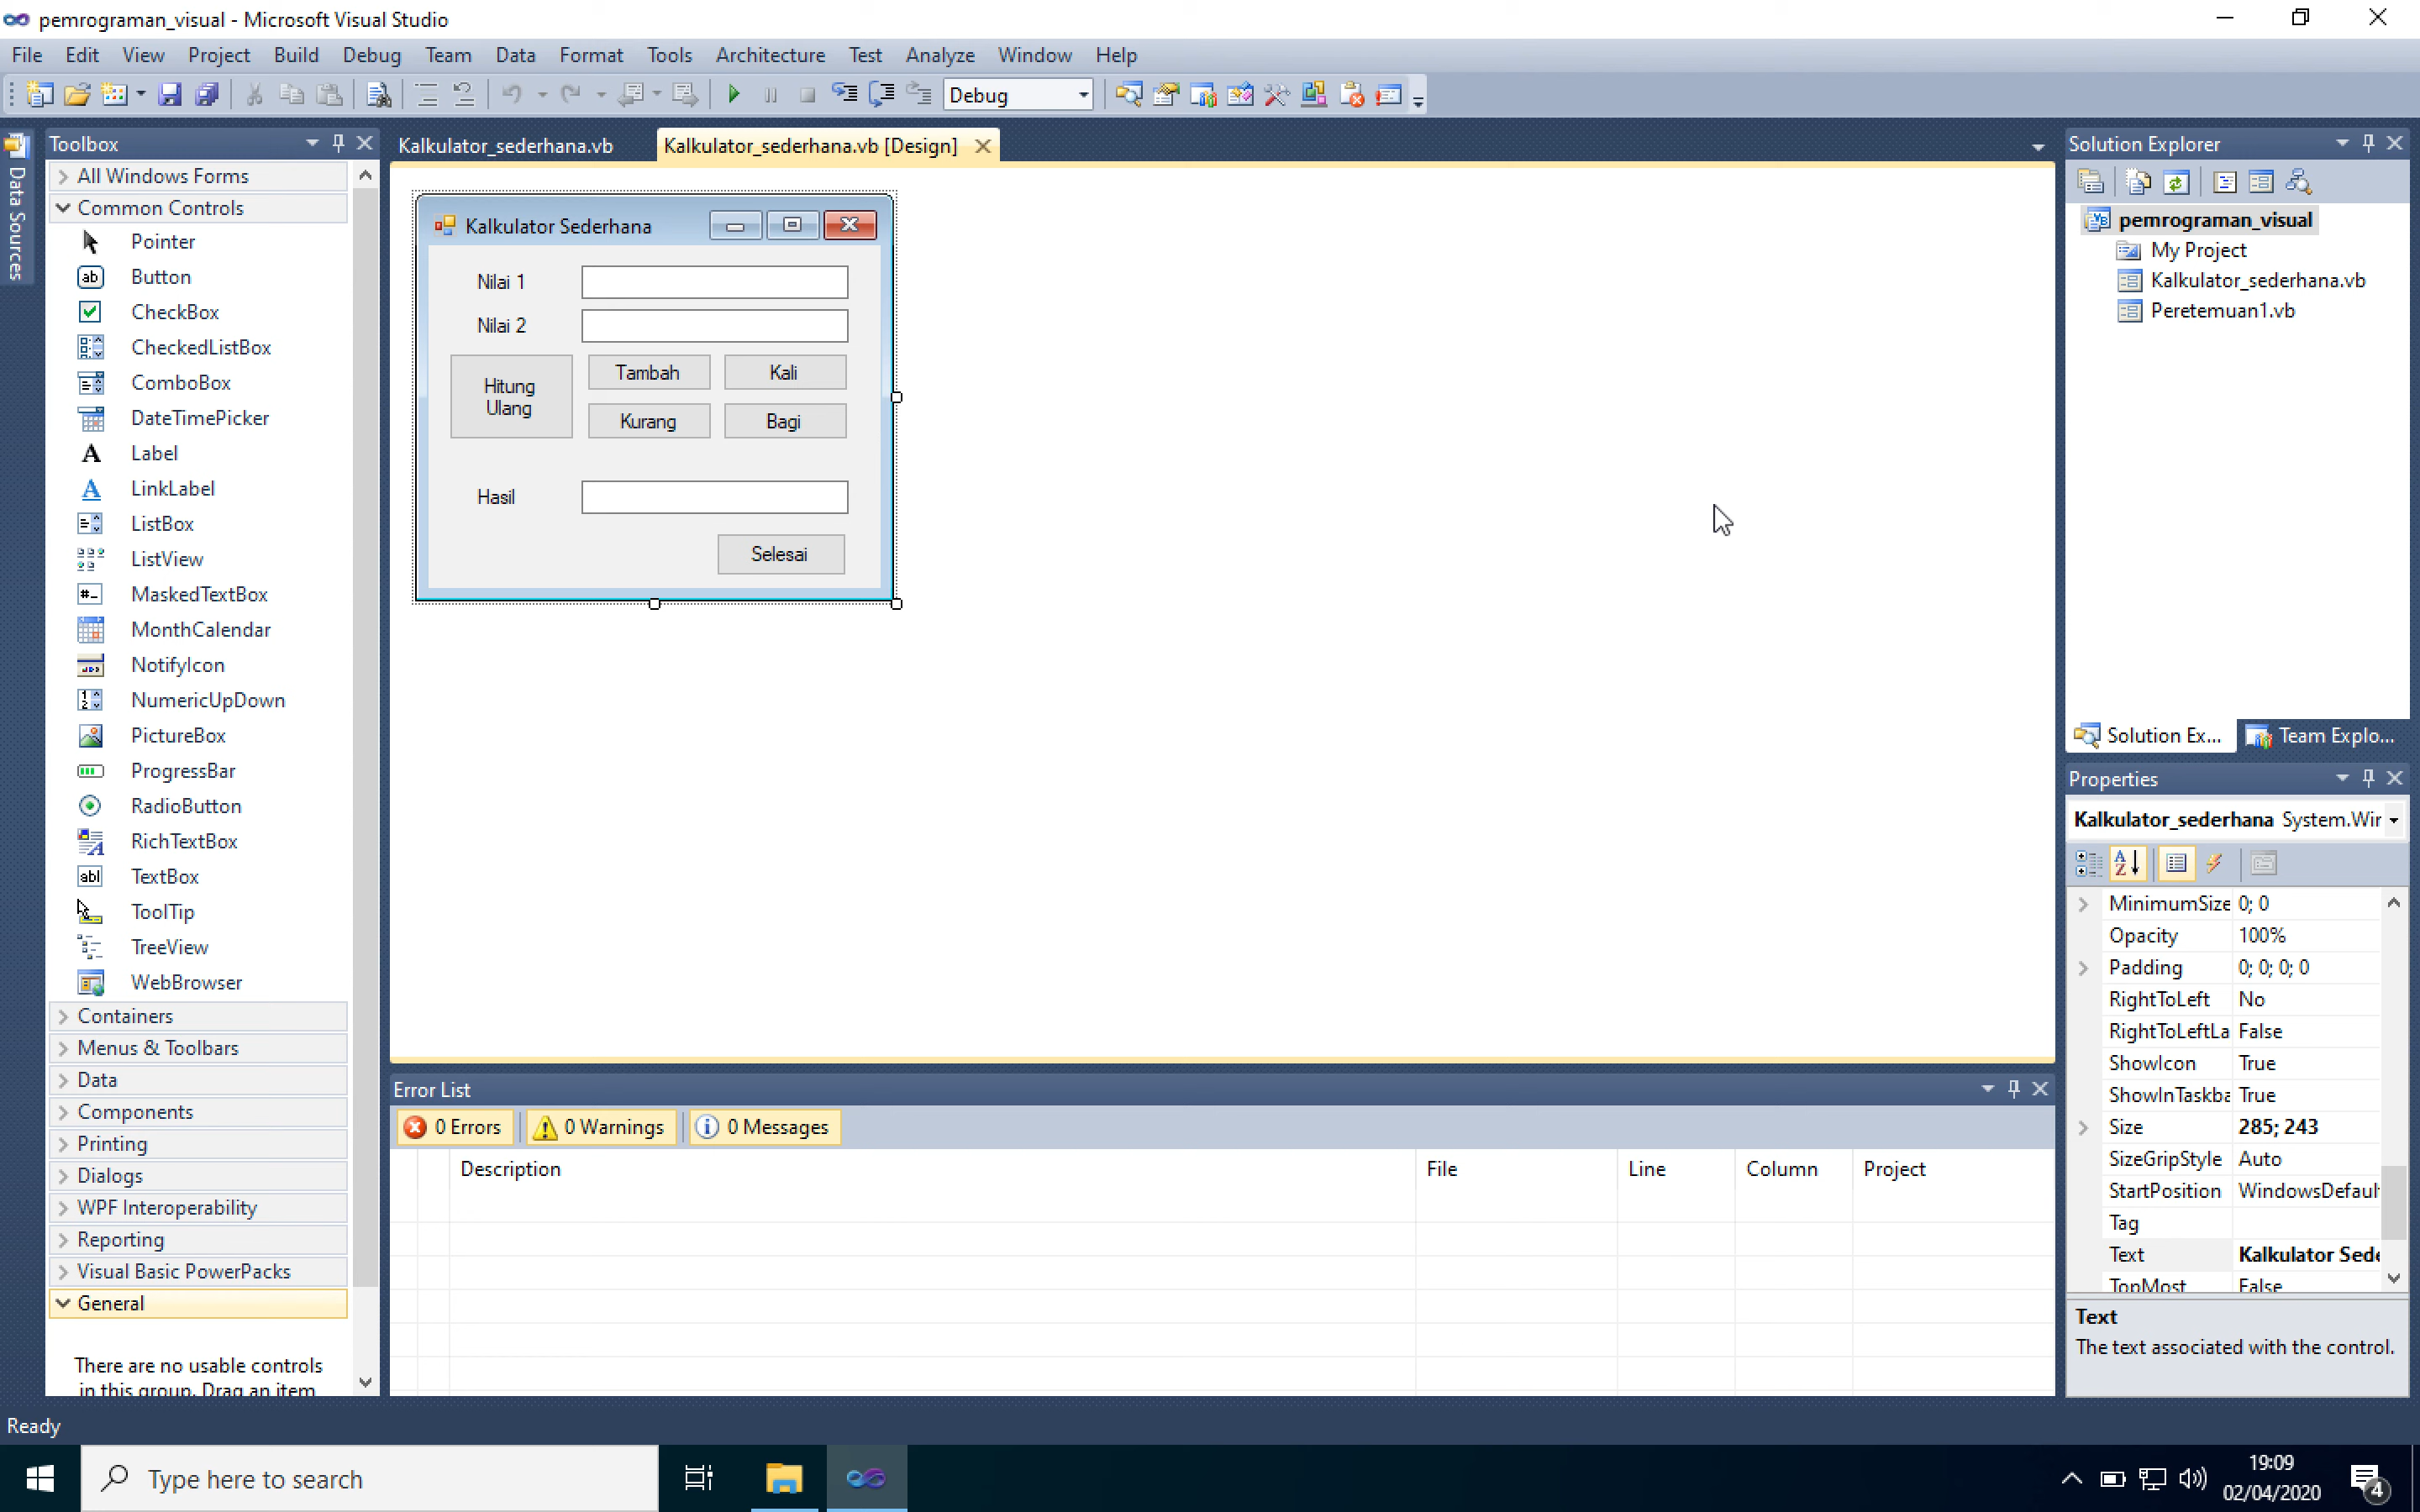 pemrograman_visual - Microsoft Visual Studio
File Edit View Project Build Debug Team Data Format Tools Architecture Test Analyze Window Help
Debug
Data Sources
Toolbox
All Windows Forms
Common Controls
Pointer
Button
CheckBox
CheckedListBox
ComboBox
DateTimePicker
Label
LinkLabel
ListBox
ListView
MaskedTextBox
MonthCalendar
NotifyIcon
NumericUpDown
PictureBox
ProgressBar
RadioButton
RichTextBox
TextBox
ToolTip
TreeView
WebBrowser
Containers
Menus & Toolbars
Data
Components
Printing
Dialogs
WPF Interoperability
Reporting
Visual Basic PowerPacks
General
There are no usable controls
in this group. Drag an item
Kalkulator_sederhana.vb
Kalkulator_sederhana.vb [Design]
Kalkulator Sederhana
Nilai 1
Nilai 2
Hitung
Ulang
Tambah
Kali
Kurang
Bagi
Hasil
Selesai
Error List
0 Errors
0 Warnings
0 Messages
Description File Line Column Project
Solution Explorer
pemrograman_visual
My Project
Kalkulator_sederhana.vb
Peretemuan1.vb
Solution Ex...
Team Explo...
Properties
Kalkulator_sederhana System.Wir
MinimumSize 0; 0
Opacity 100%
Padding 0; 0; 0; 0
RightToLeft No
RightToLeftLa False
ShowIcon True
ShowInTaskba True
Size 285; 243
SizeGripStyle Auto
StartPosition WindowsDefault
Tag
Text Kalkulator Sede
TopMost False
Text
The text associated with the control.
Ready
Type here to search
19:09
02/04/2020
4